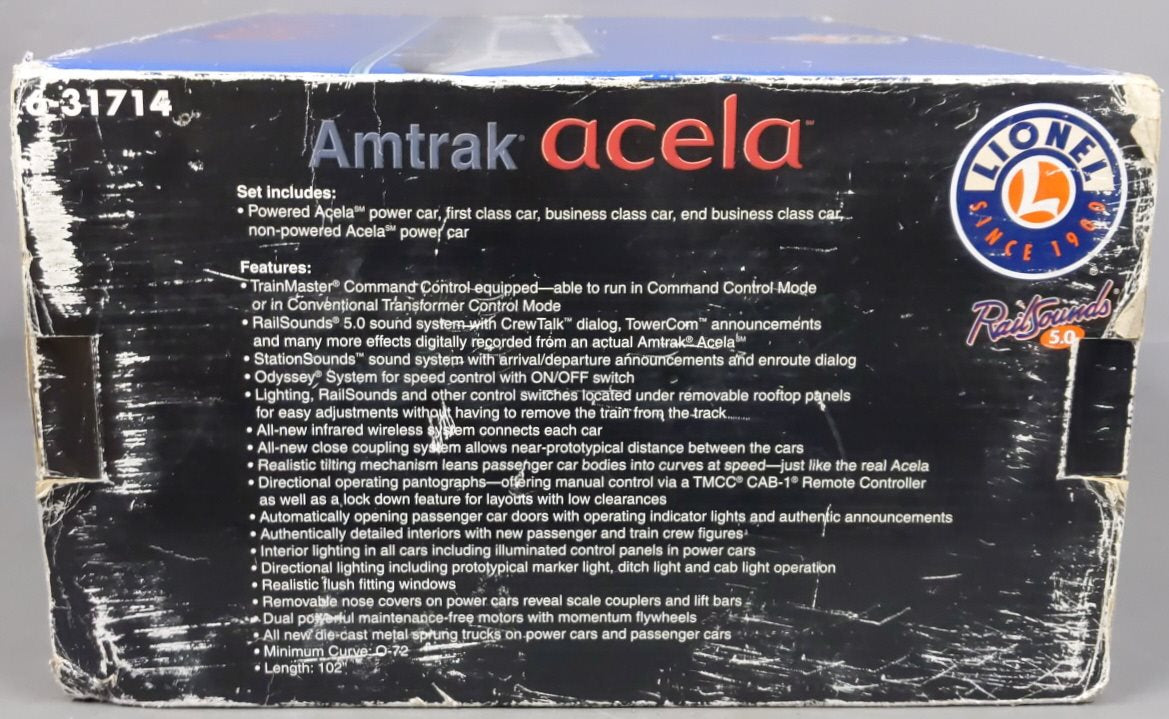 6-31714
Amtrak® acela℠
LIONEL
L
SINCE 1900
RailSounds
5.0
Set includes:
• Powered Acela℠ power car, first class car, business class car, end business class car,
non-powered Acela℠ power car
Features:
• TrainMaster® Command Control equipped—able to run in Command Control Mode
or in Conventional Transformer Control Mode
• RailSounds® 5.0 sound system with CrewTalk™ dialog, TowerCom™ announcements
and many more effects digitally recorded from an actual Amtrak® Acela℠
• StationSounds™ sound system with arrival/departure announcements and enroute dialog
• Odyssey® System for speed control with ON/OFF switch
• Lighting, RailSounds and other control switches located under removable rooftop panels
for easy adjustments without having to remove the train from the track
• All-new infrared wireless system connects each car
• All-new close coupling system allows near-prototypical distance between the cars
• Realistic tilting mechanism leans passenger car bodies into curves at speed—just like the real Acela
• Directional operating pantographs—offering manual control via a TMCC® CAB-1® Remote Controller
as well as a lock down feature for layouts with low clearances
• Automatically opening passenger car doors with operating indicator lights and authentic announcements
• Authentically detailed interiors with new passenger and train crew figures
• Interior lighting in all cars including illuminated control panels in power cars
• Directional lighting including prototypical marker light, ditch light and cab light operation
• Realistic flush fitting windows
• Removable nose covers on power cars reveal scale couplers and lift bars
• Dual powerful maintenance-free motors with momentum flywheels
• All new die-cast metal sprung trucks on power cars and passenger cars
• Minimum Curve: O-72
• Length: 102"